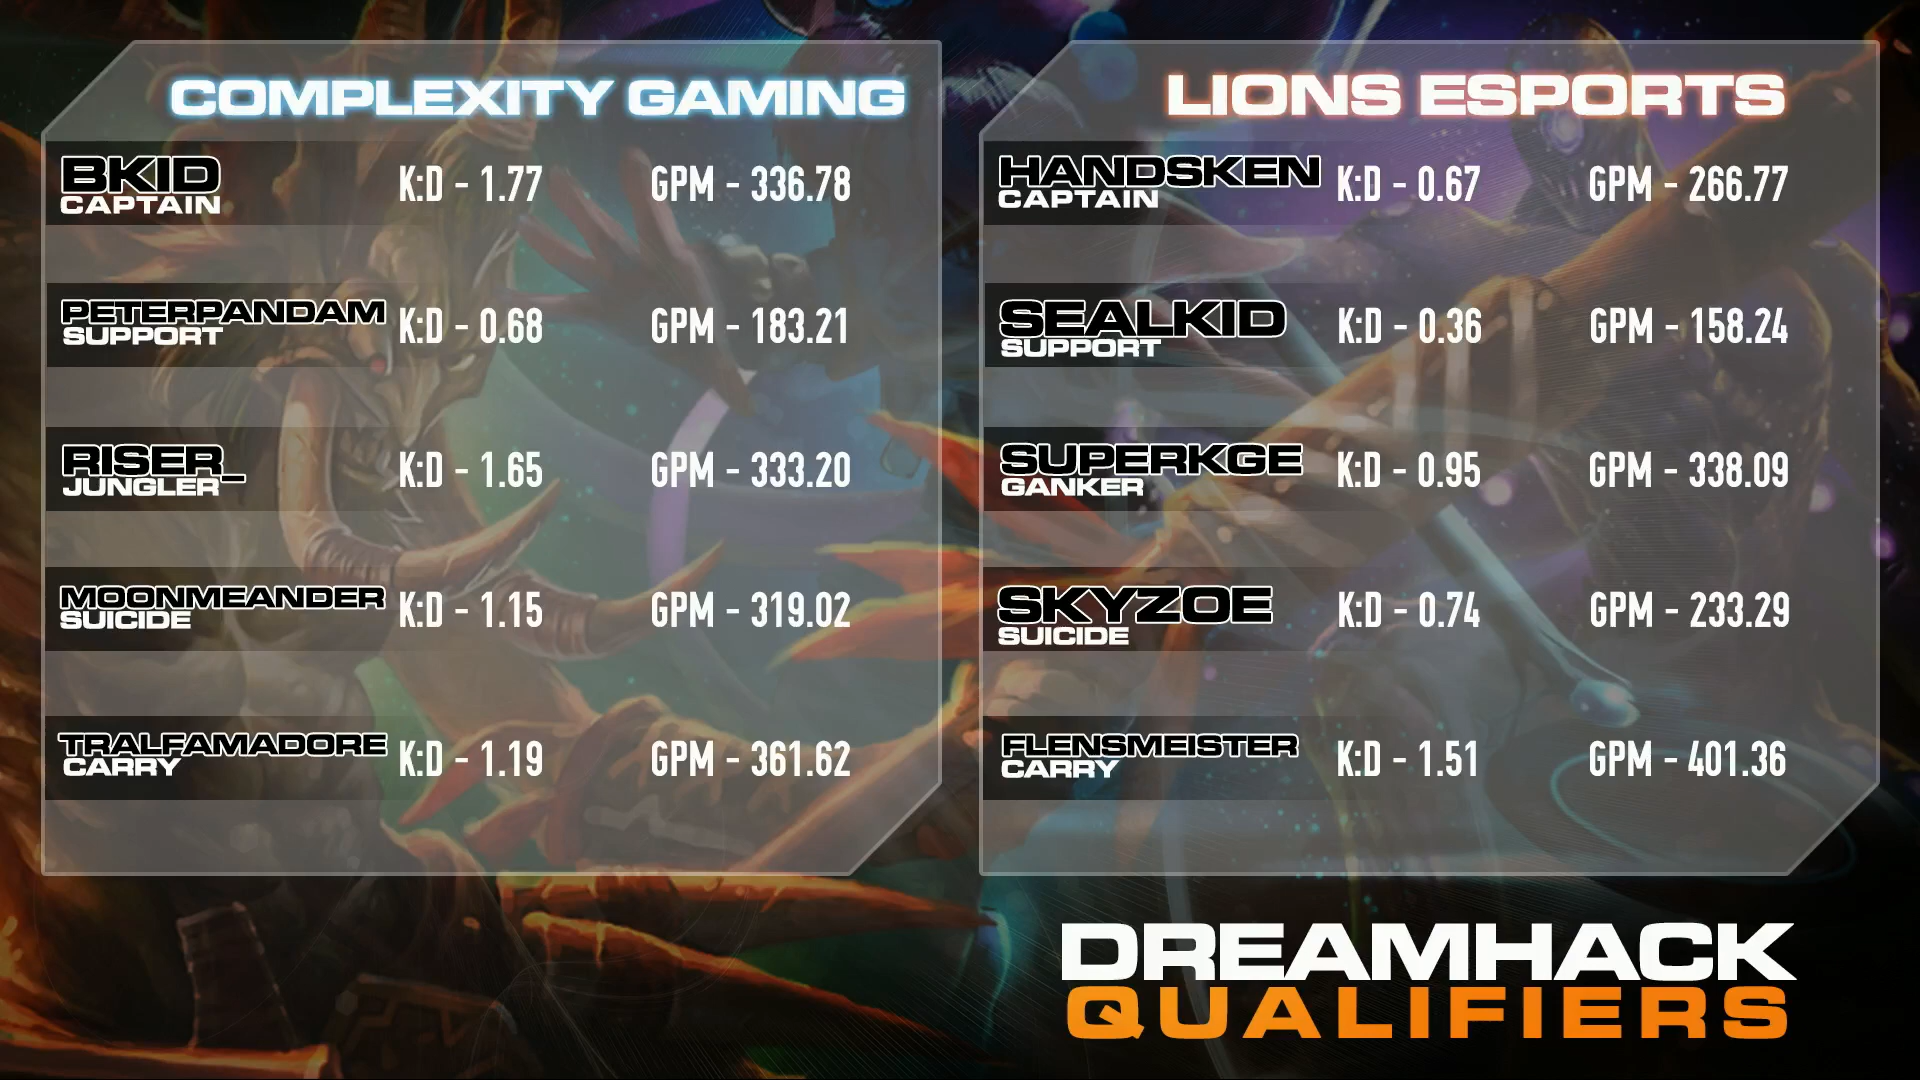 COMPLEXITY GAMING
BKID K:D - 1.77 GPM - 336.78
CAPTAIN
PETERPANDAM K:D - 0.68 GPM - 183.21
SUPPORT
RISER_ K:D - 1.65 GPM - 333.20
JUNGLER
MOONMEANDER K:D - 1.15 GPM - 319.02
SUICIDE
TRALFAMADORE K:D - 1.19 GPM - 361.62
CARRY
LIONS ESPORTS
HANDSKEN K:D - 0.67 GPM - 266.77
CAPTAIN
SEALKID K:D - 0.36 GPM - 158.24
SUPPORT
SUPERKGE K:D - 0.95 GPM - 338.09
GANKER
SKYZOE K:D - 0.74 GPM - 233.29
SUICIDE
FLENSMEISTER K:D - 1.51 GPM - 401.36
CARRY
DREAMHACK
QUALIFIERS